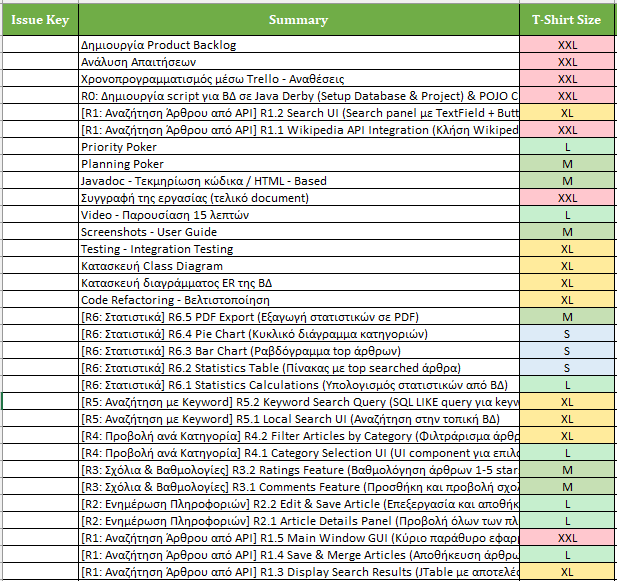 Issue Key Summary T-Shirt Size
Δημιουργία Product Backlog XXL
Ανάλυση Απαιτήσεων XXL
Χρονοπρογραμματισμός μέσω Trello - Αναθέσεις XXL
R0: Δημιουργία script για ΒΔ σε Java Derby (Setup Database & Project) & POJO C XXL
[R1: Αναζήτηση Άρθρου από API] R1.2 Search UI (Search panel με TextField + Butt XL
[R1: Αναζήτηση Άρθρου από API] R1.1 Wikipedia API Integration (Κλήση Wikiped XXL
Priority Poker L
Planning Poker M
Javadoc - Τεκμηρίωση κώδικα / HTML - Based M
Συγγραφή της εργασίας (τελικό document) XXL
Video - Παρουσίαση 15 λεπτών L
Screenshots - User Guide M
Testing - Integration Testing XL
Κατασκευή Class Diagram XL
Κατασκευή διαγράμματος ER της ΒΔ XL
Code Refactoring - Βελτιστοποίηση XL
[R6: Στατιστικά] R6.5 PDF Export (Εξαγωγή στατιστικών σε PDF) M
[R6: Στατιστικά] R6.4 Pie Chart (Κυκλικό διάγραμμα κατηγοριών) S
[R6: Στατιστικά] R6.3 Bar Chart (Ραβδόγραμμα top άρθρων) S
[R6: Στατιστικά] R6.2 Statistics Table (Πίνακας με top searched άρθρα) S
[R6: Στατιστικά] R6.1 Statistics Calculations (Υπολογισμός στατιστικών από ΒΔ) L
[R5: Αναζήτηση με Keyword] R5.2 Keyword Search Query (SQL LIKE query για keyw XL
[R5: Αναζήτηση με Keyword] R5.1 Local Search UI (Αναζήτηση στην τοπική ΒΔ) XL
[R4: Προβολή ανά Κατηγορία] R4.2 Filter Articles by Category (Φιλτράρισμα άρθρ XL
[R4: Προβολή ανά Κατηγορία] R4.1 Category Selection UI (UI component για επιλο L
[R3: Σχόλια & Βαθμολογίες] R3.2 Ratings Feature (Βαθμολόγηση άρθρων 1-5 star M
[R3: Σχόλια & Βαθμολογίες] R3.1 Comments Feature (Προσθήκη και προβολή σχολ M
[R2: Ενημέρωση Πληροφοριών] R2.2 Edit & Save Article (Επεξεργασία και αποθήκ L
[R2: Ενημέρωση Πληροφοριών] R2.1 Article Details Panel (Προβολή όλων των πλ L
[R1: Αναζήτηση Άρθρου από API] R1.5 Main Window GUI (Κύριο παράθυρο εφαρ XXL
[R1: Αναζήτηση Άρθρου από API] R1.4 Save & Merge Articles (Αποθήκευση άρθρω L
[R1: Αναζήτηση Άρθρου από API] R1.3 Display Search Results (JTable με αποτελές XL